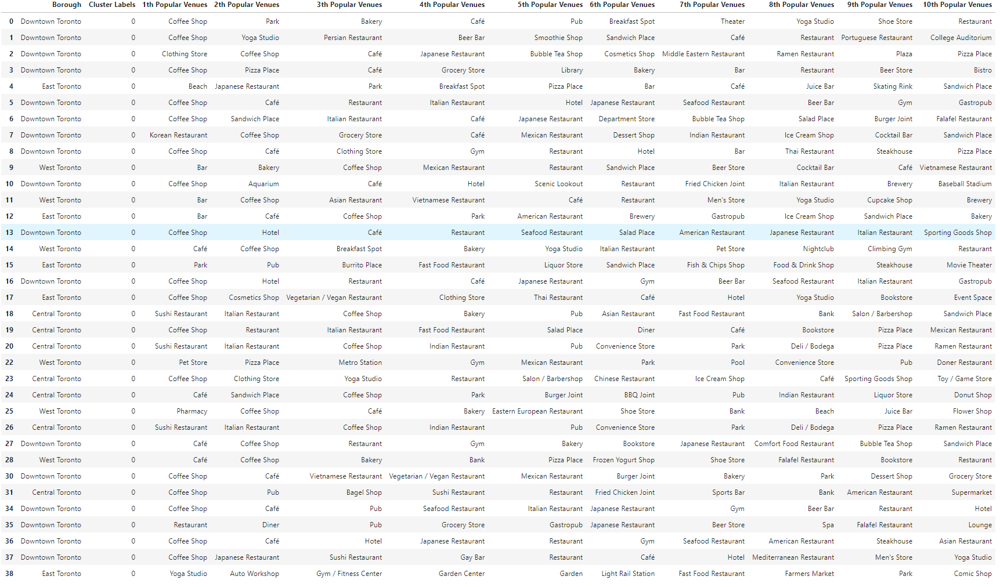 Borough Cluster Labels 1th Popular Venues 2th Popular Venues 3th Popular Venues 4th Popular Venues 5th Popular Venues 6th Popular Venues 7th Popular Venues 8th Popular Venues 9th Popular Venues 10th Popular Venues
0 Downtown Toronto 0 Coffee Shop Park Bakery Café Pub Breakfast Spot Theater Yoga Studio Shoe Store Restaurant
1 Downtown Toronto 0 Coffee Shop Yoga Studio Persian Restaurant Beer Bar Smoothie Shop Sandwich Place Café Restaurant Portuguese Restaurant College Auditorium
2 Downtown Toronto 0 Clothing Store Coffee Shop Café Japanese Restaurant Bubble Tea Shop Cosmetics Shop Middle Eastern Restaurant Ramen Restaurant Plaza Pizza Place
3 Downtown Toronto 0 Coffee Shop Pizza Place Café Grocery Store Library Bakery Bar Restaurant Beer Store Bistro
4 East Toronto 0 Beach Japanese Restaurant Park Breakfast Spot Pizza Place Bar Café Juice Bar Skating Rink Sandwich Place
5 Downtown Toronto 0 Coffee Shop Café Restaurant Italian Restaurant Hotel Japanese Restaurant Seafood Restaurant Beer Bar Gym Gastropub
6 Downtown Toronto 0 Coffee Shop Sandwich Place Italian Restaurant Café Japanese Restaurant Department Store Bubble Tea Shop Salad Place Burger Joint Falafel Restaurant
7 Downtown Toronto 0 Korean Restaurant Coffee Shop Grocery Store Café Mexican Restaurant Dessert Shop Indian Restaurant Ice Cream Shop Cocktail Bar Sandwich Place
8 Downtown Toronto 0 Coffee Shop Café Clothing Store Gym Restaurant Hotel Bar Thai Restaurant Steakhouse Pizza Place
9 West Toronto 0 Bar Bakery Coffee Shop Mexican Restaurant Restaurant Sandwich Place Beer Store Cocktail Bar Café Vietnamese Restaurant
10 Downtown Toronto 0 Coffee Shop Aquarium Café Hotel Scenic Lookout Restaurant Fried Chicken Joint Italian Restaurant Brewery Baseball Stadium
11 West Toronto 0 Bar Coffee Shop Asian Restaurant Vietnamese Restaurant Café Restaurant Men's Store Yoga Studio Cupcake Shop Brewery
12 East Toronto 0 Bar Café Coffee Shop Park American Restaurant Brewery Gastropub Ice Cream Shop Sandwich Place Bakery
13 Downtown Toronto 0 Coffee Shop Hotel Café Restaurant Seafood Restaurant Salad Place American Restaurant Japanese Restaurant Italian Restaurant Sporting Goods Shop
14 West Toronto 0 Café Coffee Shop Breakfast Spot Bakery Yoga Studio Italian Restaurant Pet Store Nightclub Climbing Gym Restaurant
15 East Toronto 0 Park Pub Burrito Place Fast Food Restaurant Liquor Store Sandwich Place Fish & Chips Shop Food & Drink Shop Steakhouse Movie Theater
16 Downtown Toronto 0 Coffee Shop Hotel Restaurant Café Japanese Restaurant Gym Beer Bar Seafood Restaurant Italian Restaurant Gastropub
17 East Toronto 0 Coffee Shop Cosmetics Shop Vegetarian / Vegan Restaurant Clothing Store Thai Restaurant Café Hotel Yoga Studio Bookstore Event Space
18 Central Toronto 0 Sushi Restaurant Italian Restaurant Coffee Shop Bakery Pub Asian Restaurant Fast Food Restaurant Bank Salon / Barbershop Sandwich Place
19 Central Toronto 0 Coffee Shop Restaurant Italian Restaurant Fast Food Restaurant Salad Place Diner Café Bookstore Pizza Place Mexican Restaurant
20 Central Toronto 0 Sushi Restaurant Italian Restaurant Coffee Shop Indian Restaurant Pub Convenience Store Park Deli / Bodega Pizza Place Ramen Restaurant
22 West Toronto 0 Pet Store Pizza Place Metro Station Gym Mexican Restaurant Park Pool Convenience Store Pub Doner Restaurant
23 Central Toronto 0 Coffee Shop Clothing Store Yoga Studio Restaurant Salon / Barbershop Chinese Restaurant Ice Cream Shop Café Sporting Goods Shop Toy / Game Store
24 Central Toronto 0 Café Sandwich Place Coffee Shop Park Burger Joint BBQ Joint Pub Indian Restaurant Liquor Store Donut Shop
25 West Toronto 0 Pharmacy Coffee Shop Café Bakery Eastern European Restaurant Shoe Store Bank Beach Juice Bar Flower Shop
26 Central Toronto 0 Sushi Restaurant Italian Restaurant Coffee Shop Indian Restaurant Pub Convenience Store Park Deli / Bodega Pizza Place Ramen Restaurant
27 Downtown Toronto 0 Café Coffee Shop Restaurant Gym Bakery Bookstore Japanese Restaurant Comfort Food Restaurant Bubble Tea Shop Sandwich Place
28 West Toronto 0 Café Coffee Shop Bakery Bank Pizza Place Frozen Yogurt Shop Shoe Store Falafel Restaurant Bookstore Restaurant
30 Downtown Toronto 0 Coffee Shop Café Vietnamese Restaurant Vegetarian / Vegan Restaurant Mexican Restaurant Burger Joint Bakery Park Dessert Shop Grocery Store
31 Central Toronto 0 Coffee Shop Pub Bagel Shop Sushi Restaurant Restaurant Fried Chicken Joint Sports Bar Bank American Restaurant Supermarket
34 Downtown Toronto 0 Coffee Shop Café Pub Seafood Restaurant Italian Restaurant Japanese Restaurant Gym Beer Bar Restaurant Hotel
35 Downtown Toronto 0 Restaurant Diner Pub Grocery Store Gastropub Japanese Restaurant Beer Store Spa Falafel Restaurant Lounge
36 Downtown Toronto 0 Coffee Shop Café Hotel Japanese Restaurant Restaurant Gym Seafood Restaurant American Restaurant Steakhouse Asian Restaurant
37 Downtown Toronto 0 Coffee Shop Japanese Restaurant Sushi Restaurant Gay Bar Restaurant Café Hotel Mediterranean Restaurant Men's Store Yoga Studio
38 East Toronto 0 Yoga Studio Auto Workshop Gym / Fitness Center Garden Center Garden Light Rail Station Fast Food Restaurant Farmers Market Park Comic Shop